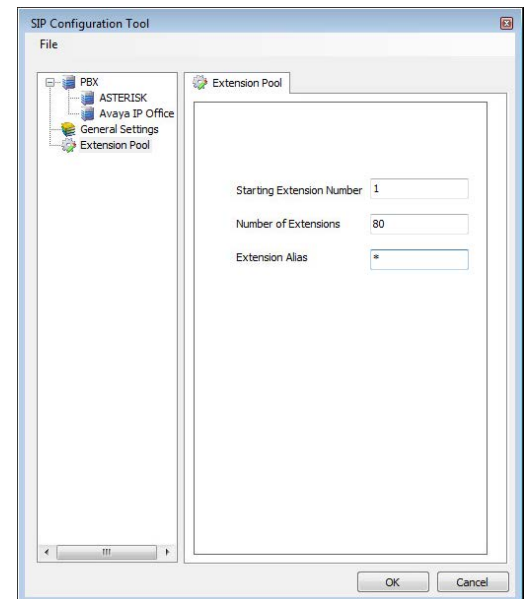 SIP Configuration Tool
File
PBX
ASTERISK
Avaya IP Office
General Settings
Extension Pool
Extension Pool
Starting Extension Number 1
Number of Extensions 80
Extension Alias *
OK Cancel